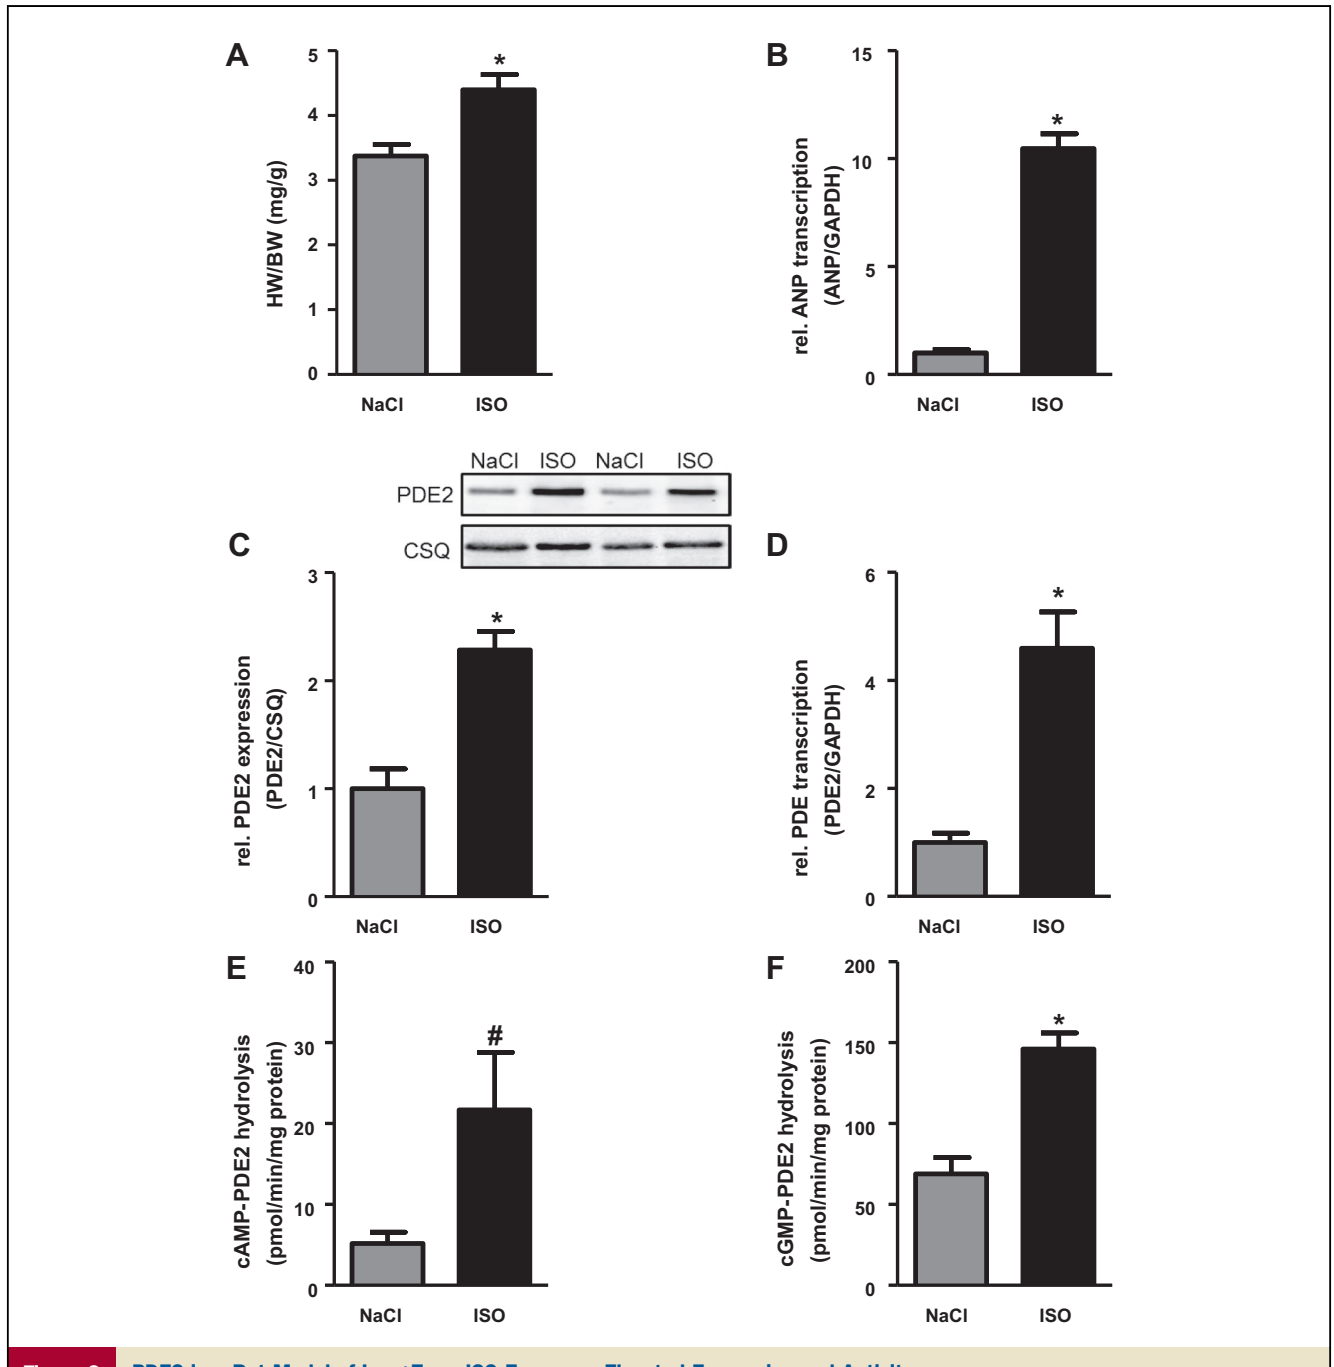 A
5
4
3
2
1
0
HW/BW (mg/g)
*
NaCl ISO
B
15
10
5
0
rel. ANP transcription
(ANP/GAPDH)
*
NaCl ISO
NaCl ISO NaCl ISO
PDE2
CSQ
C
3
2
1
0
rel. PDE2 expression
(PDE2/CSQ)
*
NaCl ISO
D
6
4
2
0
rel. PDE transcription
(PDE2/GAPDH)
*
NaCl ISO
E
40
30
20
10
0
cAMP-PDE2 hydrolysis
(pmol/min/mg protein)
#
NaCl ISO
F
200
150
100
50
0
cGMP-PDE2 hydrolysis
(pmol/min/mg protein)
*
NaCl ISO